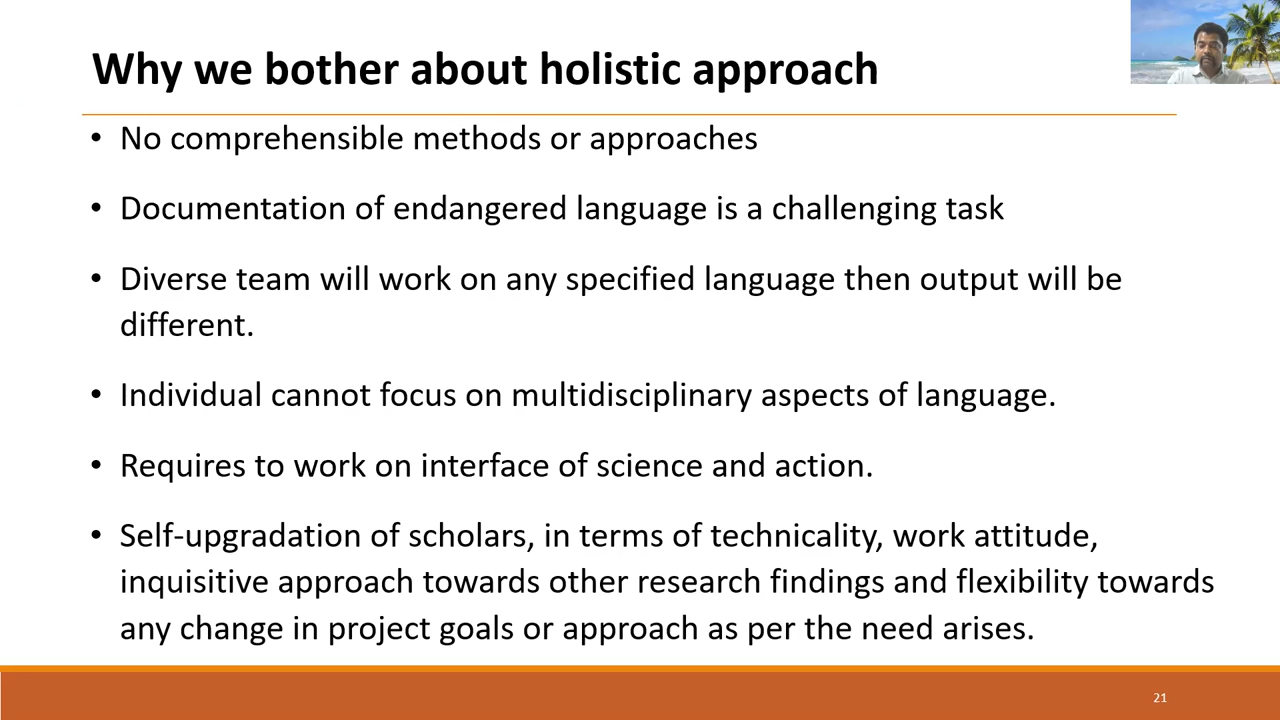 Why we bother about holistic approach
• No comprehensible methods or approaches
• Documentation of endangered language is a challenging task
• Diverse team will work on any specified language then output will be
different.
• Individual cannot focus on multidisciplinary aspects of language.
• Requires to work on interface of science and action.
• Self-upgradation of scholars, in terms of technicality, work attitude,
inquisitive approach towards other research findings and flexibility towards
any change in project goals or approach as per the need arises.
21